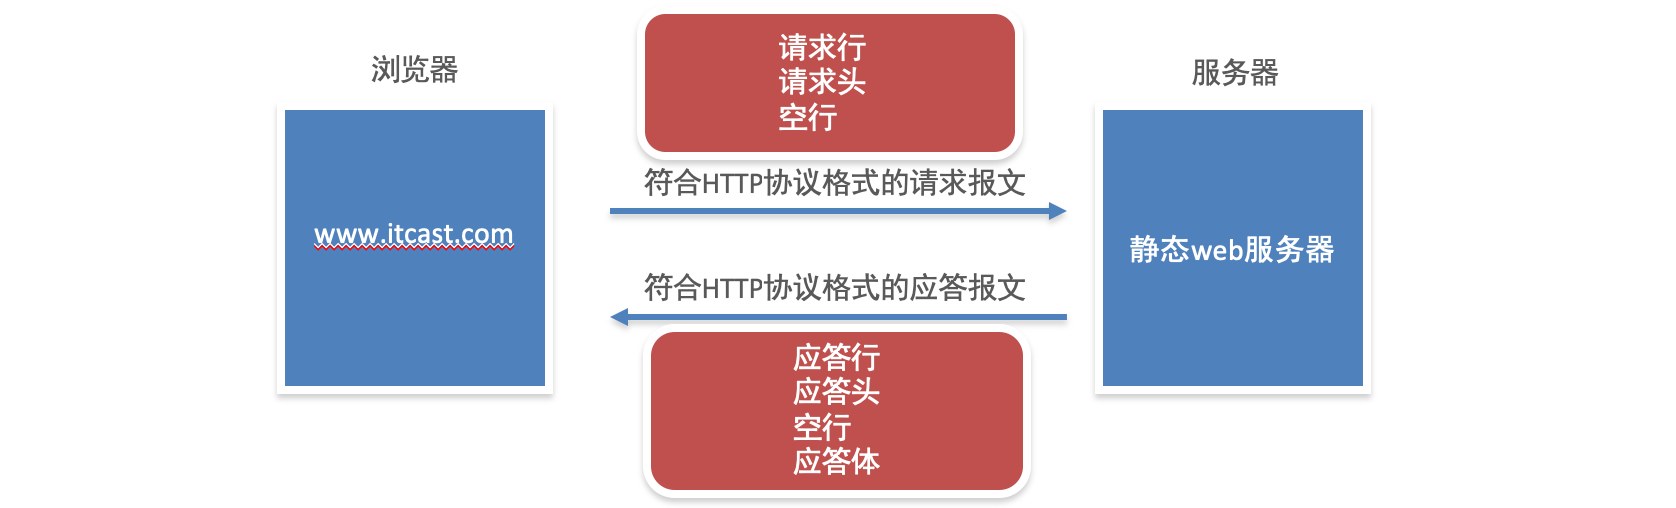 浏览器
www.itcast.com
请求行
请求头
空行
符合HTTP协议格式的请求报文
符合HTTP协议格式的应答报文
应答行
应答头
空行
应答体
服务器
静态web服务器